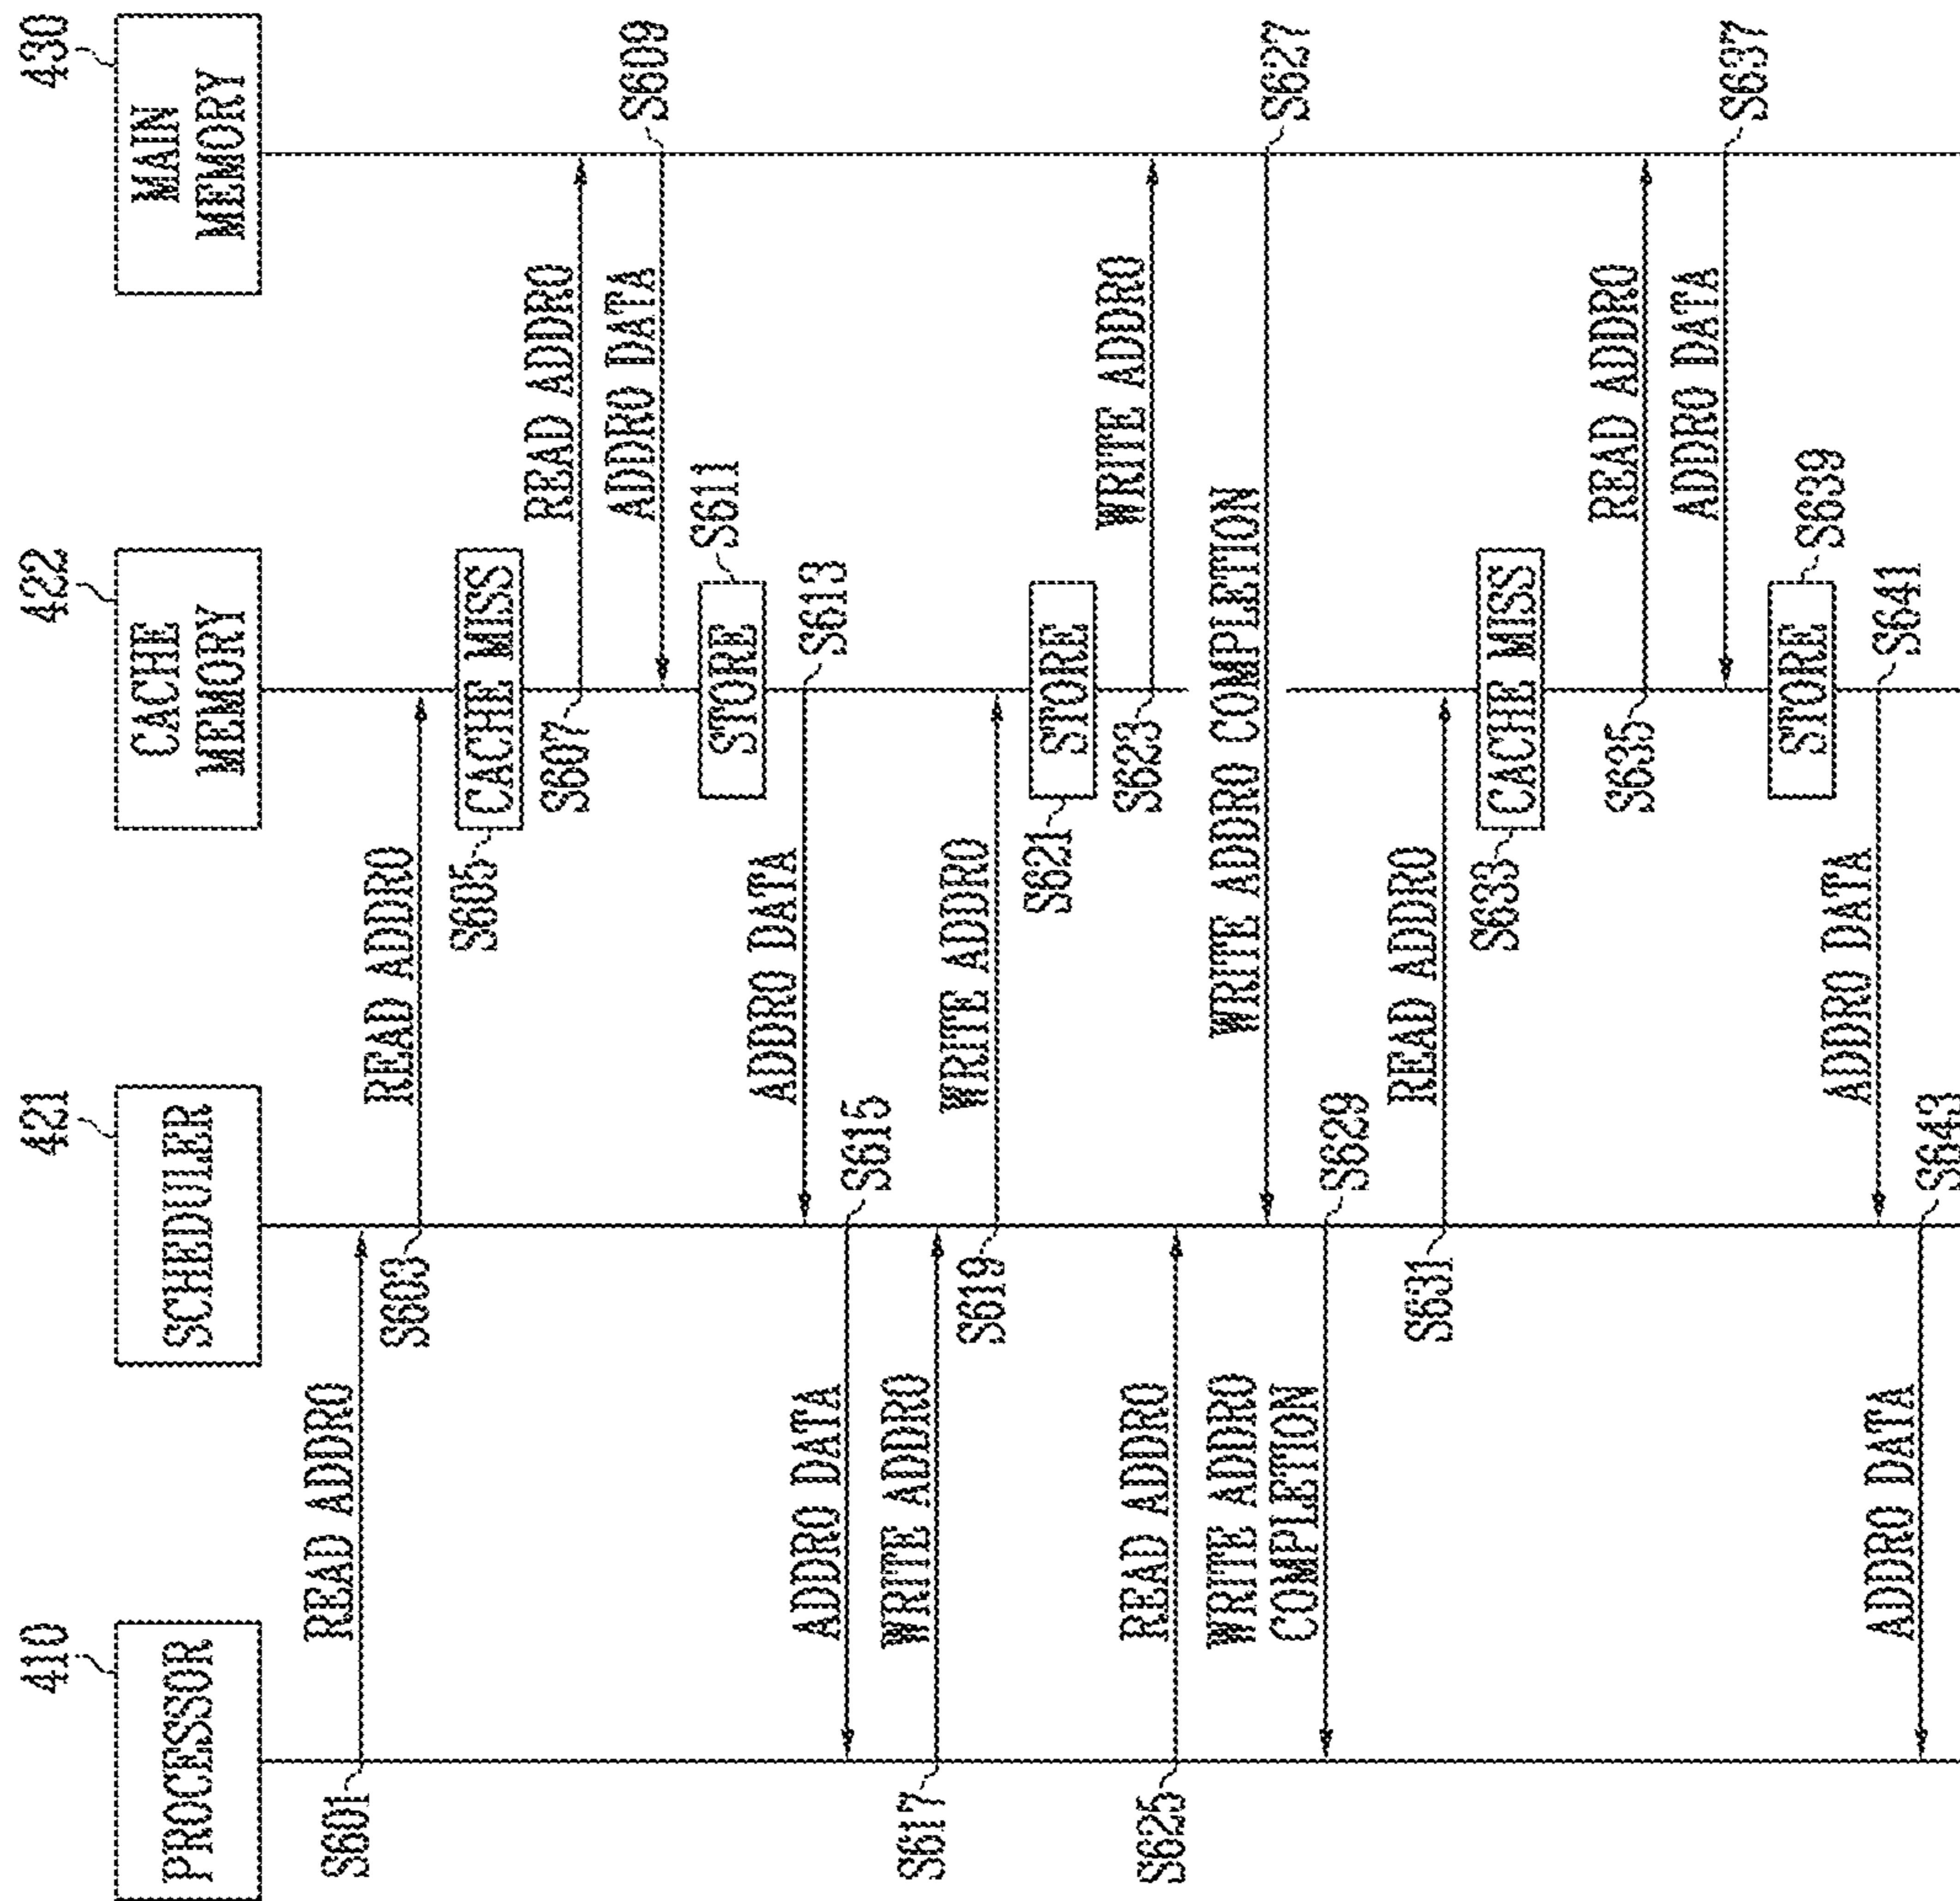 410
PROCESSOR
421
SCHEDULER
422
CACHE
MEMORY
430
MAIN
MEMORY
S601
READ ADDR0
S603
READ ADDR0
S605
CACHE MISS
S607
READ ADDR0
ADDR0 DATA
S609
STORE
S611
ADDR0 DATA
S613
ADDR0 DATA
S615
S617
WRITE ADDR0
S619
WRITE ADDR0
S621
STORE
S623
WRITE ADDR0
S625
READ ADDR0
WRITE ADDR0 COMPLETION
S627
WRITE ADDR0
COMPLETION
S629
S631
READ ADDR0
S633
CACHE MISS
S635
READ ADDR0
ADDR0 DATA
S637
STORE
S639
ADDR0 DATA
S641
ADDR0 DATA
S643